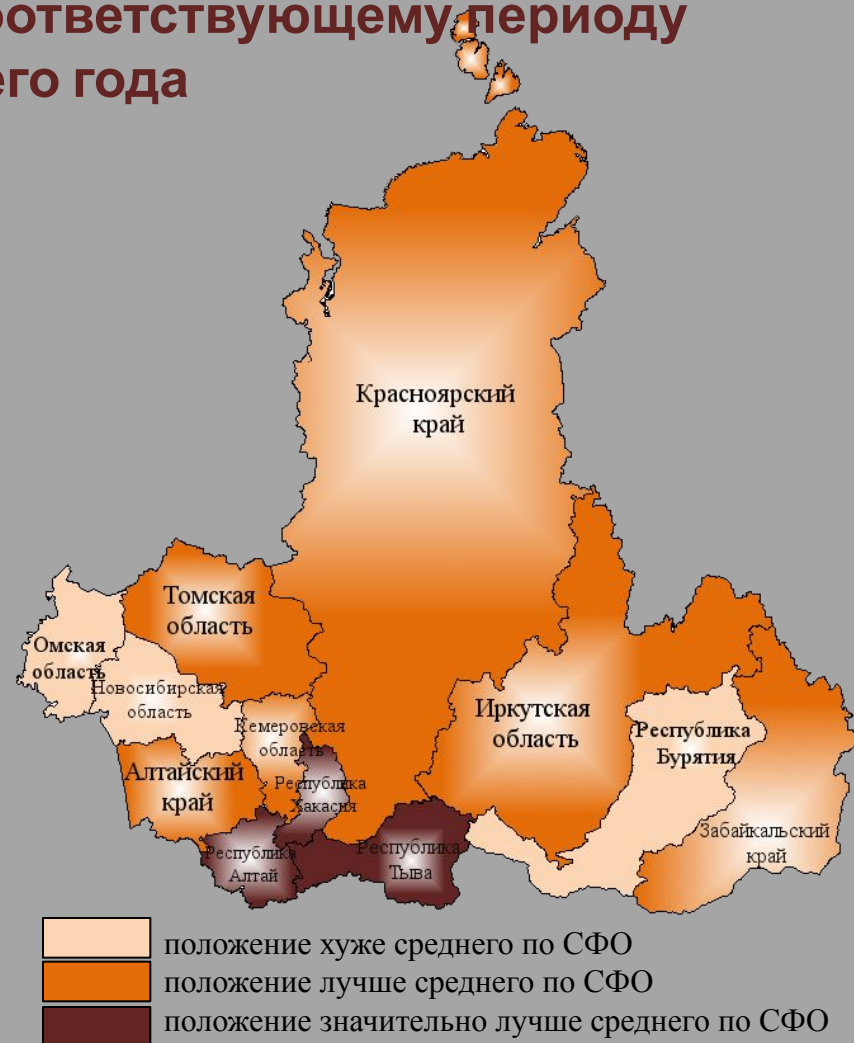 оответствующему периоду
его года
Красноярский
край
Томская
область
Омская
область
Новосибирская
область
Кемеровская
область
Иркутская
область
Республика
Бурятия
Алтайский
край
Республика
Хакасия
Забайкальский
край
Республика
Алтай
Республика
Тыва
положение хуже среднего по СФО
положение лучше среднего по СФО
положение значительно лучше среднего по СФО